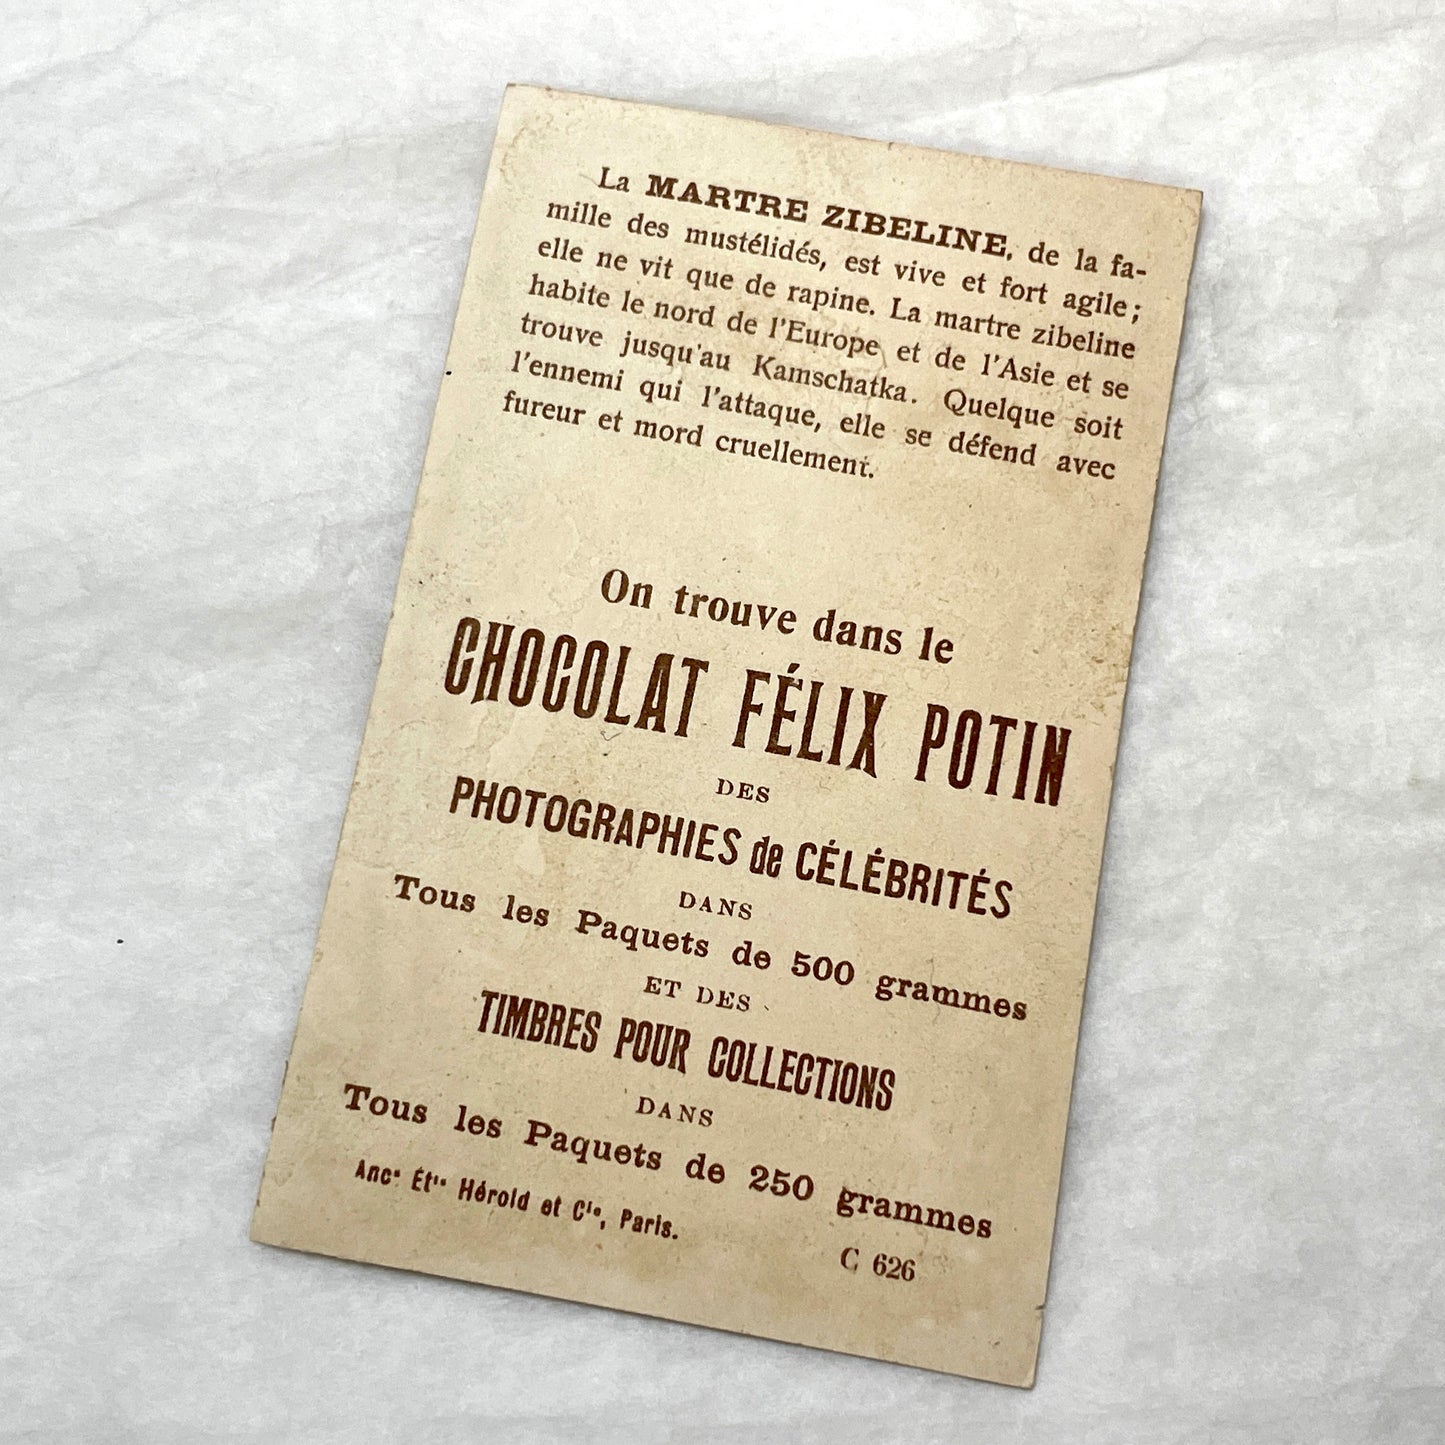 La MARTRE ZIBELINE, de la fa-
mille des mustélidés, est vive et fort agile;
elle ne vit que de rapine. La martre zibeline
habite le nord de l'Europe et de l'Asie et se
trouve jusqu'au Kamschatka. Quelque soit
l'ennemi qui l'attaque, elle se défend avec
fureur et mord cruellement.
On trouve dans le
CHOCOLAT FÉLIX POTIN
DES
PHOTOGRAPHIES de CÉLÉBRITÉS
DANS
Tous les Paquets de 500 grammes
ET DES
TIMBRES POUR COLLECTIONS
DANS
Tous les Paquets de 250 grammes
Ancⁿ Étᵗˢ Hérold et Cⁱᵉ, Paris.
C 626